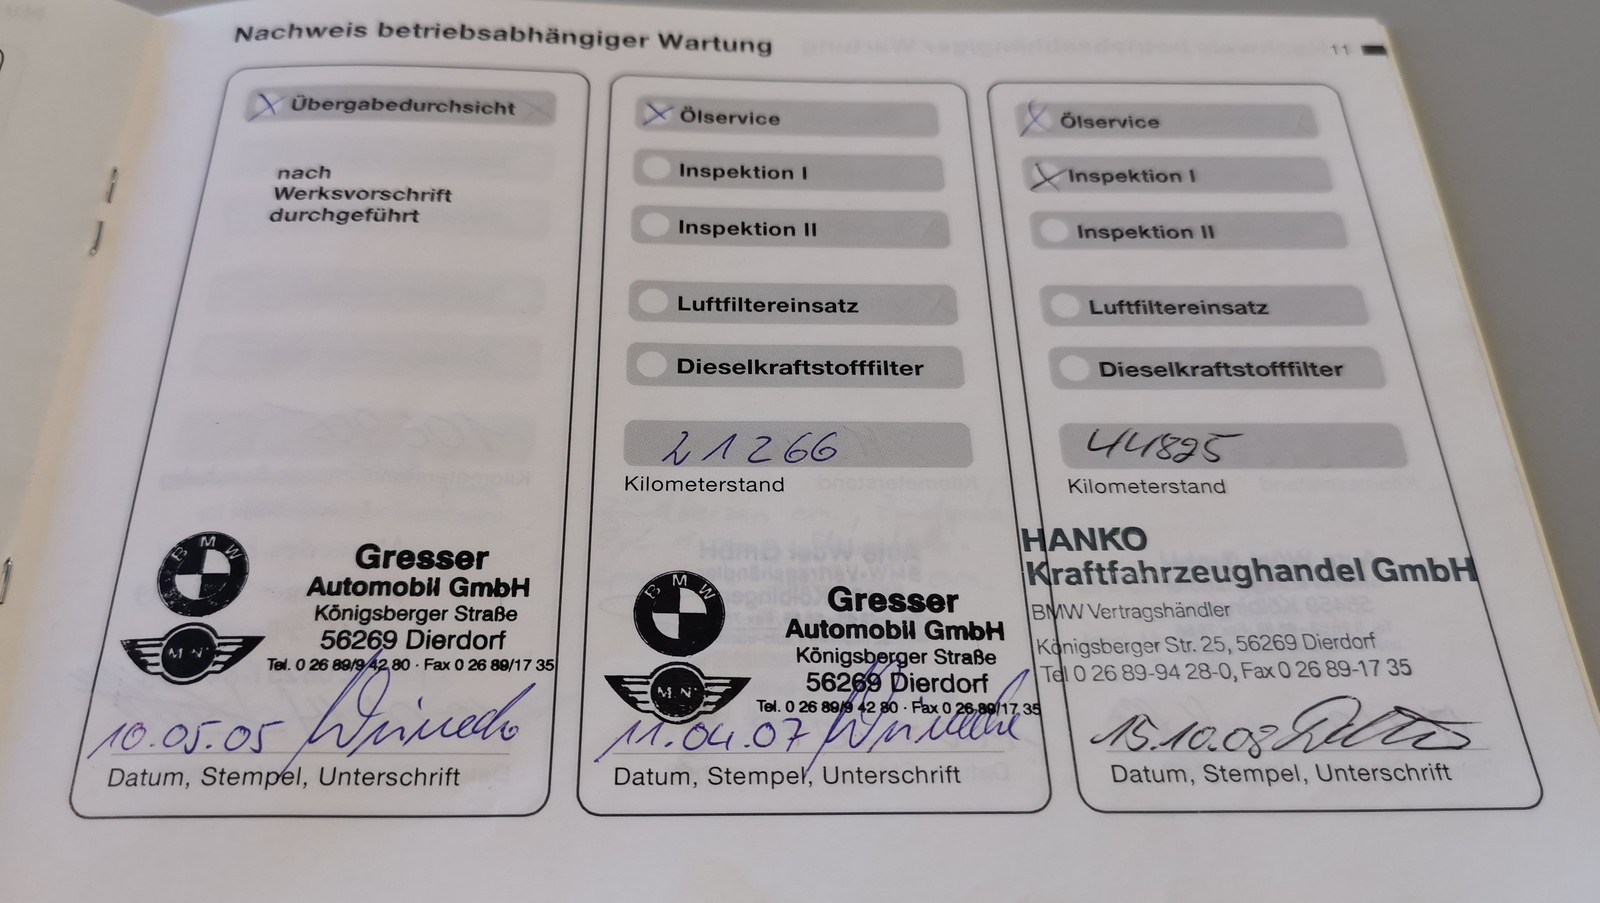 Nachweis betriebsabhängiger Wartung
11
X Übergabedurchsicht
nach
Werksvorschrift
durchgeführt
BMW
MINI
Gresser
Automobil GmbH
Königsberger Straße
56269 Dierdorf
Tel. 0 26 89/9 42 80 · Fax 0 26 89/17 35
10.05.05
Datum, Stempel, Unterschrift
X Ölservice
Inspektion I
Inspektion II
Luftfiltereinsatz
Dieselkraftstofffilter
21266
Kilometerstand
BMW
MINI
Gresser
Automobil GmbH
Königsberger Straße
56269 Dierdorf
Tel. 0 26 89/9 42 80 · Fax 0 26 89/17 35
11.04.07
Datum, Stempel, Unterschrift
X Ölservice
X Inspektion I
Inspektion II
Luftfiltereinsatz
Dieselkraftstofffilter
44825
Kilometerstand
HANKO
Kraftfahrzeughandel GmbH
BMW Vertragshändler
Königsberger Str. 25, 56269 Dierdorf
Tel 0 26 89-94 28-0, Fax 0 26 89-17 35
15.10.08
Datum, Stempel, Unterschrift